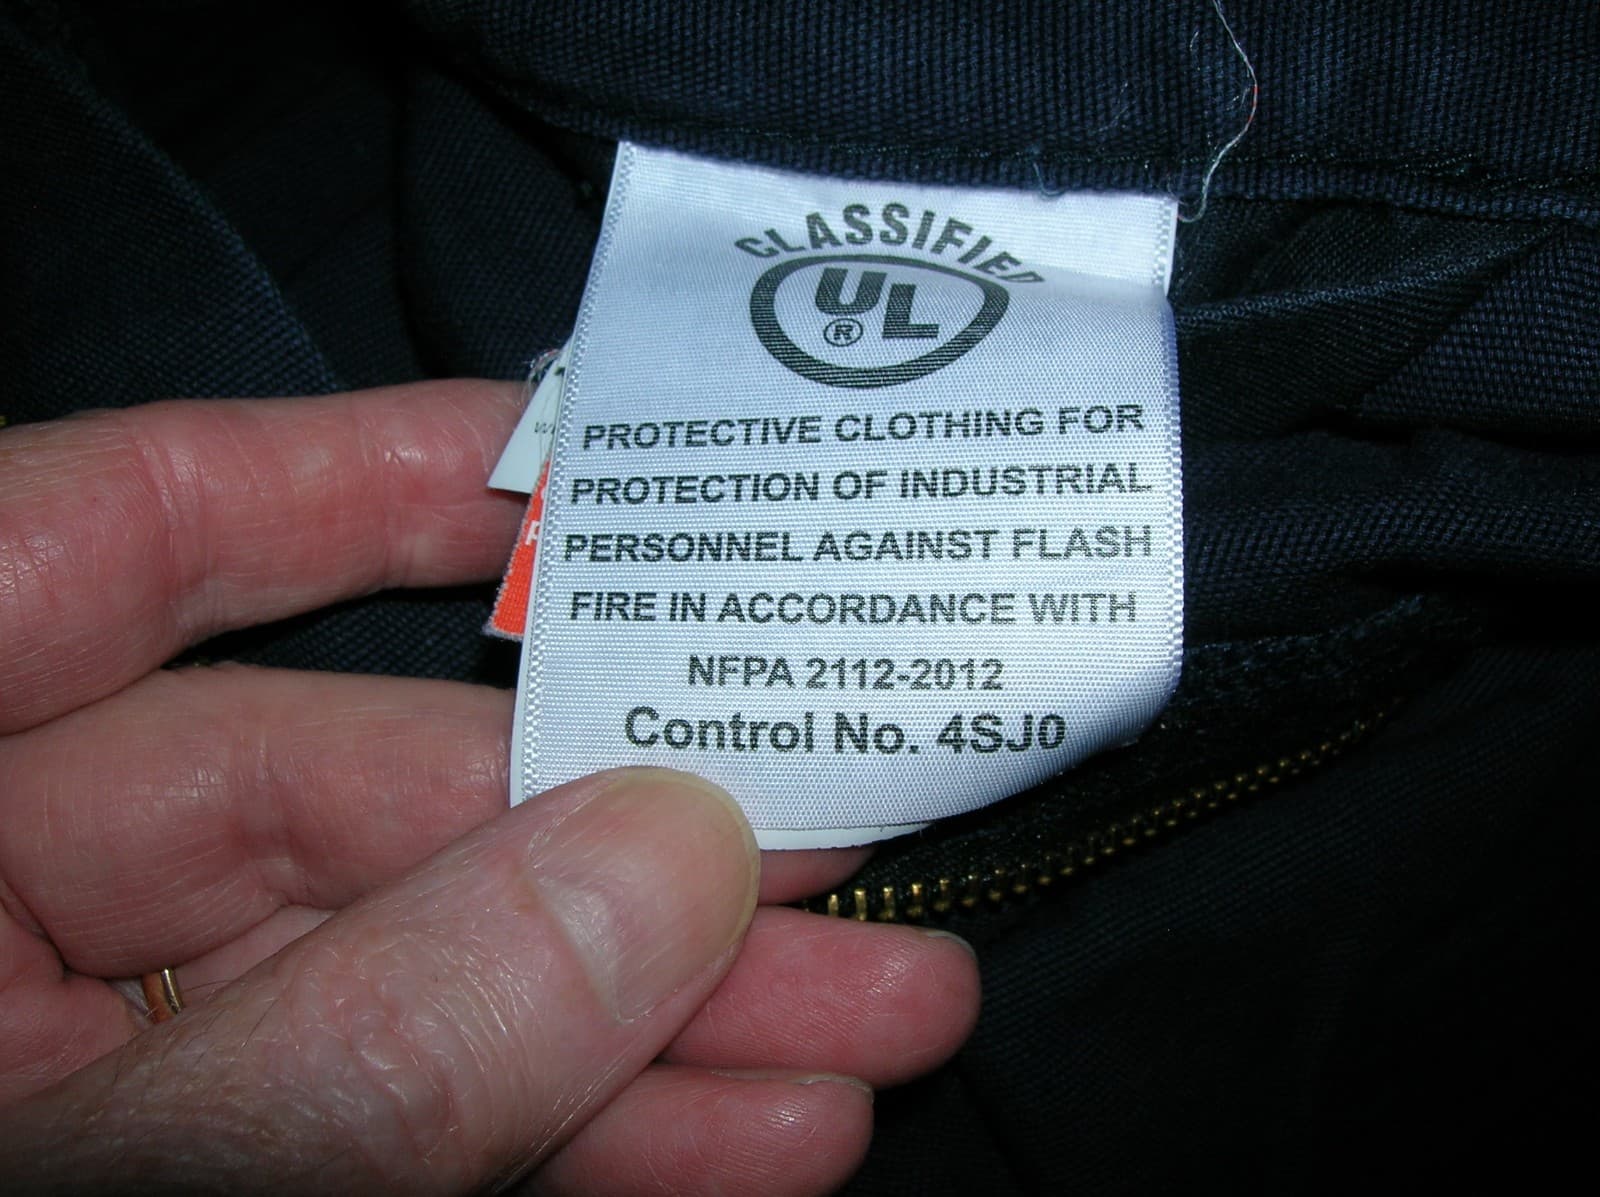 CLASSIFIED
UL
®
PROTECTIVE CLOTHING FOR
PROTECTION OF INDUSTRIAL
PERSONNEL AGAINST FLASH
FIRE IN ACCORDANCE WITH
NFPA 2112-2012
Control No. 4SJ0